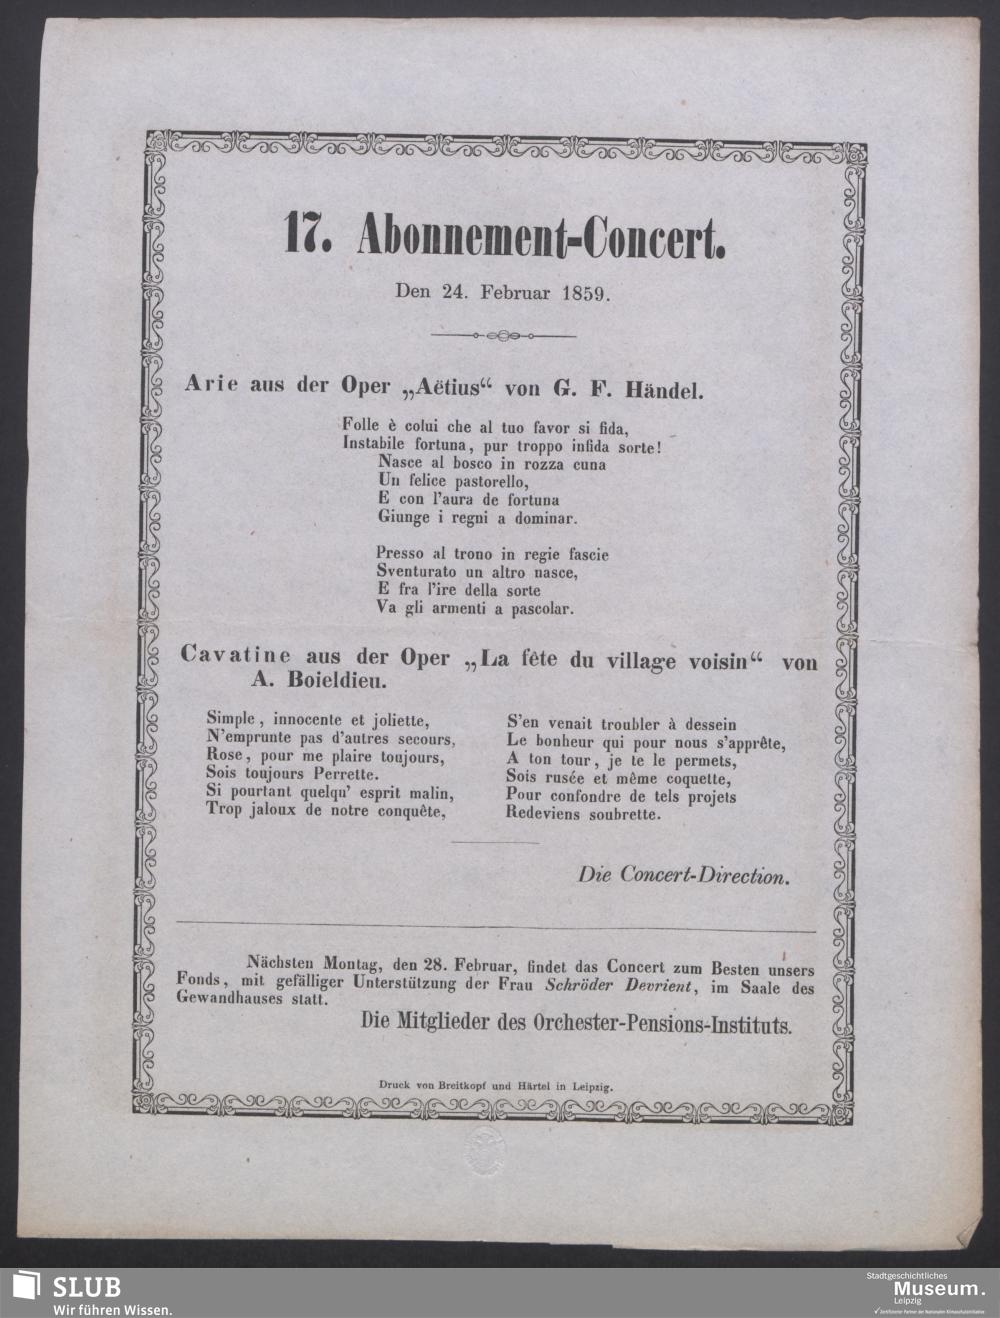 17. Abonnement-Concert.
Den 24. Februar 1859.
Arie aus der Oper „Aëtius“ von G. F. Händel.
Folle è colui che al tuo favor si fida,
Instabile fortuna, pur troppo infida sorte!
Nasce al bosco in rozza cuna
Un felice pastorello,
E con l'aura de fortuna
Giunge i regni a dominar.
Presso al trono in regie fascie
Sventurato un altro nasce,
E fra l'ire della sorte
Va gli armenti a pascolar.
Cavatine aus der Oper „La fête du village voisin“ von
A. Boieldieu.
Simple, innocente et joliette,
N'emprunte pas d'autres secours,
Rose, pour me plaire toujours,
Sois toujours Perrette.
Si pourtant quelqu' esprit malin,
Trop jaloux de notre conquête,
S'en venait troubler à dessein
Le bonheur qui pour nous s'apprête,
A ton tour, je te le permets,
Sois rusée et même coquette,
Pour confondre de tels projets
Redeviens soubrette.
Die Concert-Direction.
Nächsten Montag, den 28. Februar, findet das Concert zum Besten unsers
Fonds, mit gefälliger Unterstützung der Frau Schröder Devrient, im Saale des
Gewandhauses statt.
Die Mitglieder des Orchester-Pensions-Instituts.
Druck von Breitkopf und Härtel in Leipzig.
SLUB
Wir führen Wissen.
Stadtgeschichtliches
Museum.
Leipzig
Zertifizierter Partner der Nationalen Klimaschutzinitiative